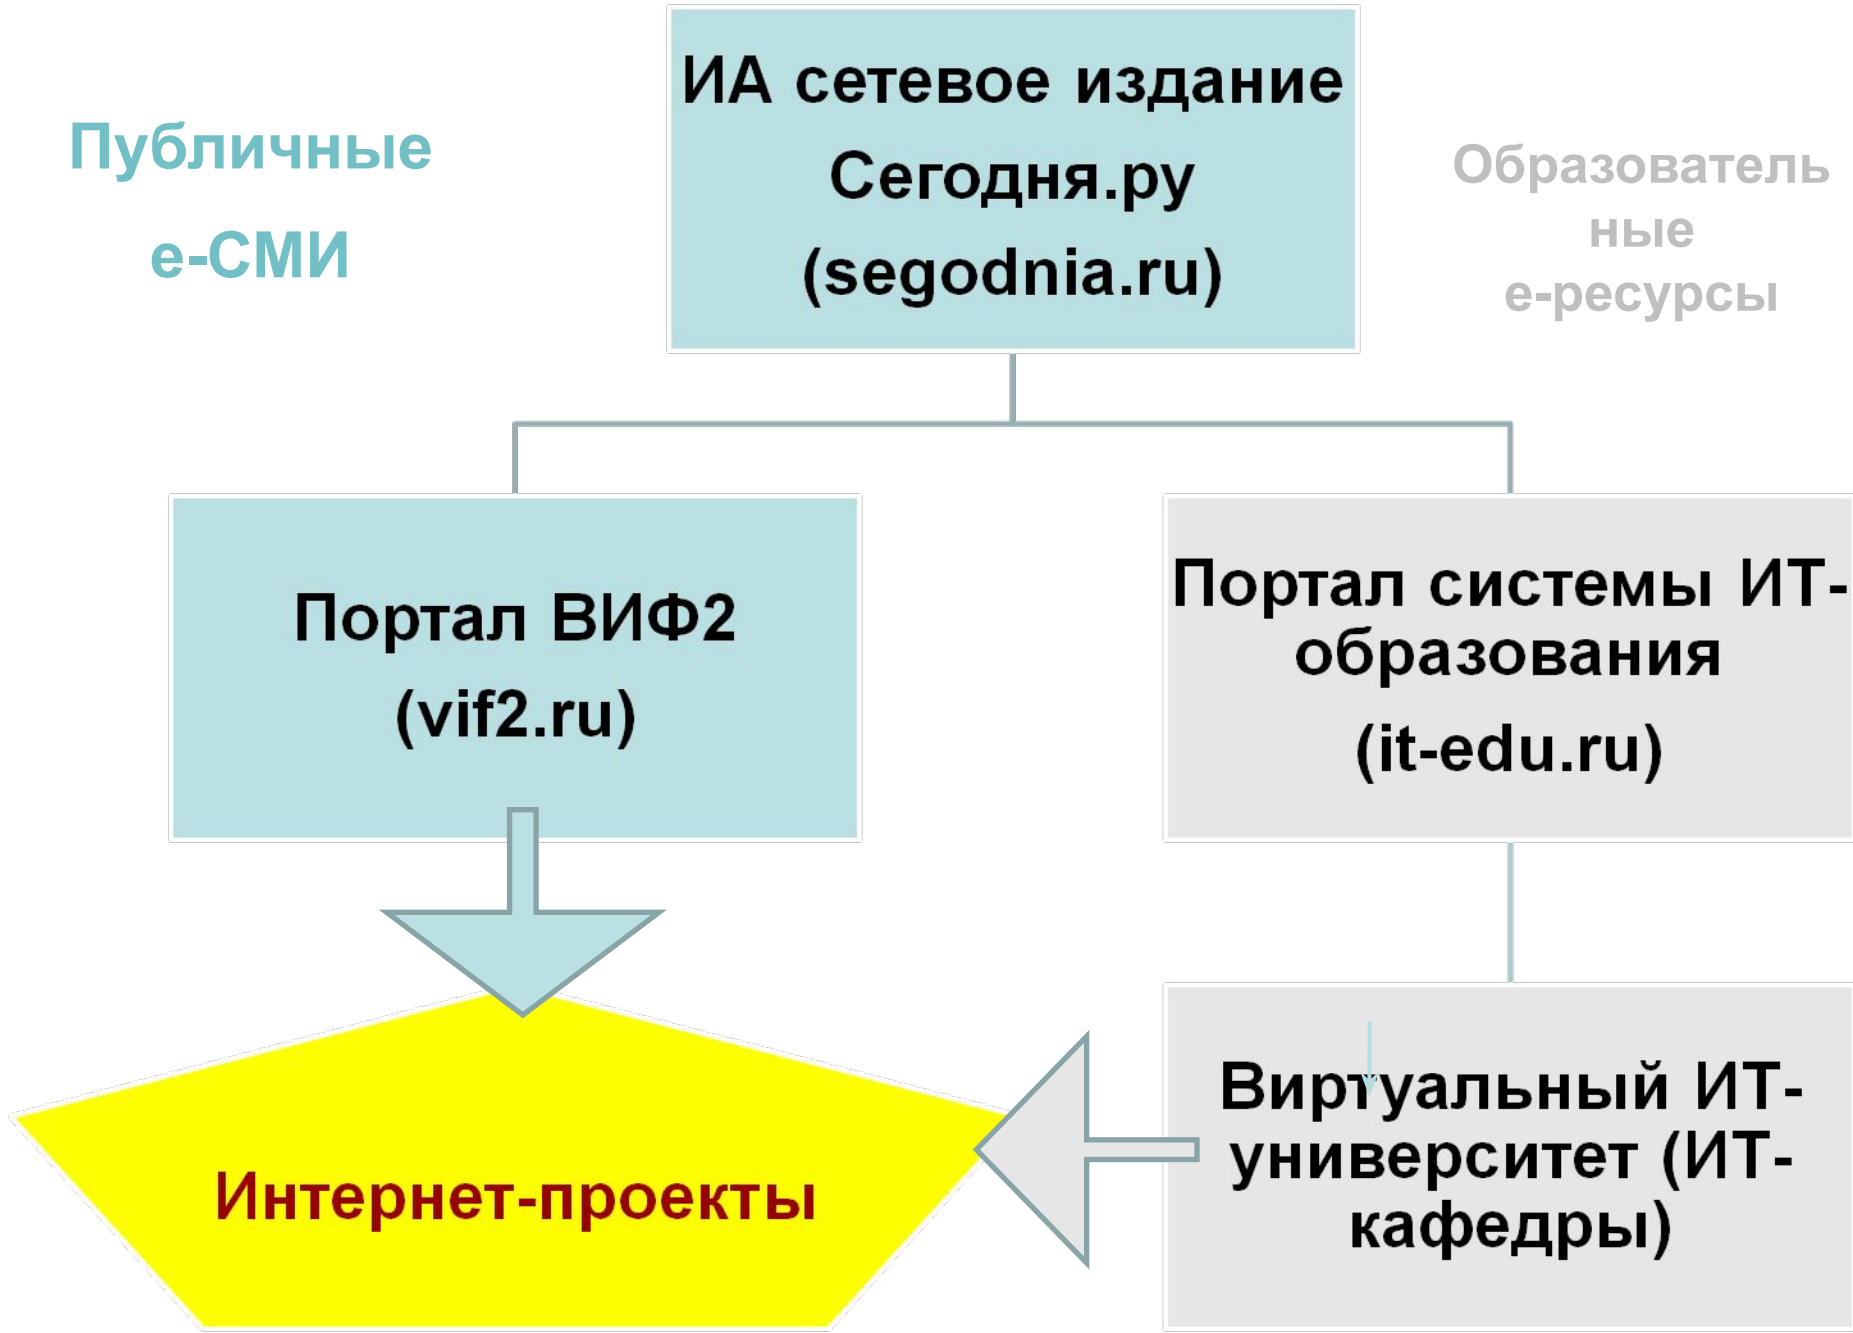 ИА сетевое издание
Сегодня.ру
(segodnia.ru)
Публичные
е-СМИ
Образователь
ные
е-ресурсы
Портал ВИФ2
(vif2.ru)
Портал системы ИТ-
образования
(it-edu.ru)
Интернет-проекты
Виртуальный ИТ-
университет (ИТ-
кафедры)